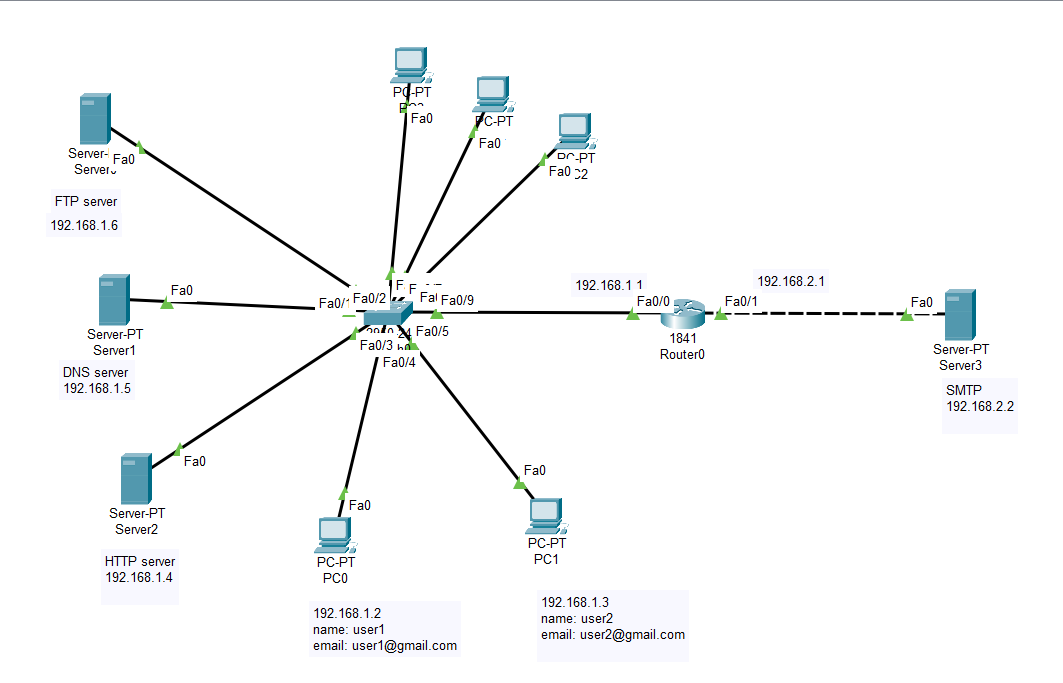 PC-PT
Fa0
PC-PT
Fa0
PC-PT
Fa0
Fa0
FTP server
192.168.1.6
Fa0
Server-PT
Server1
DNS server
192.168.1.5
Fa0/2
Fa0/9
Fa0/5
Fa0/3
Fa0/4
192.168.1.1
Fa0/0
192.168.2.1
Fa0/1
1841
Router0
Fa0
Server-PT
Server3
SMTP
192.168.2.2
Fa0
Server-PT
Server2
HTTP server
192.168.1.4
Fa0
PC-PT
PC0
192.168.1.2
name: user1
email: user1@gmail.com
Fa0
PC-PT
PC1
192.168.1.3
name: user2
email: user2@gmail.com